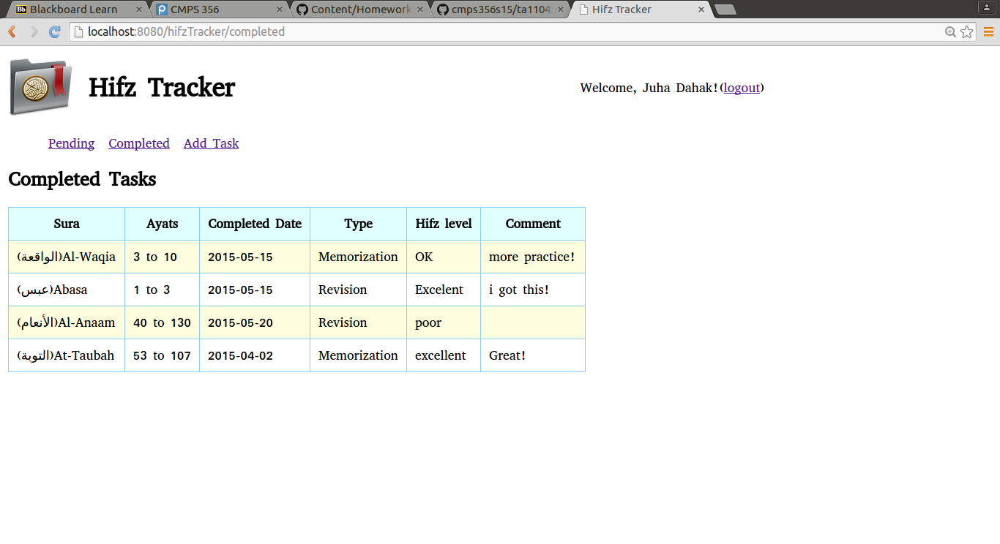 Blackboard Learn CMPS 356 Content/Homework cmps356s15/ta1104 Hifz Tracker
localhost:8080/hifzTracker/completed
Hifz Tracker Welcome, Juha Dahak!(logout)
Pending Completed Add Task
Completed Tasks
Sura Ayats Completed Date Type Hifz level Comment
(الواقعة)Al-Waqia 3 to 10 2015-05-15 Memorization OK more practice!
(عبس)Abasa 1 to 3 2015-05-15 Revision Excelent i got this!
(الأنعام)Al-Anaam 40 to 130 2015-05-20 Revision poor
(التوبة)At-Taubah 53 to 107 2015-04-02 Memorization excellent Great!